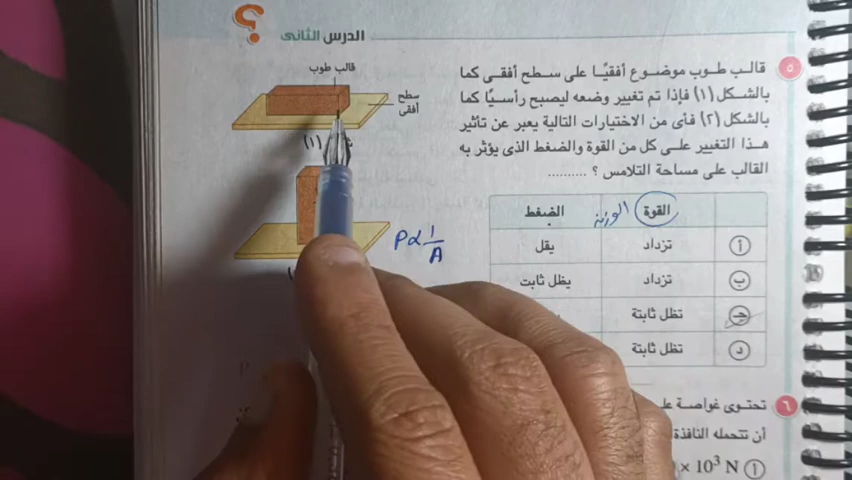 الدرس الثانى
٥ قالب طوب موضوع أفقيًا على سطح أفقى كما
بالشكل (١) فإذا تم تغيير وضعه ليصبح رأسيًا كما
بالشكل (٢) فأى من الاختيارات التالية يعبر عن تأثير
هذا التغيير على كل من القوة والضغط الذى يؤثر به
القالب على مساحة التلامس ؟ ..........
قالب طوب
سطح
أفقى
(١)
P ∝ 1/A
القوة الوزن الضغط
أ تزداد يقل
ب تزداد يظل ثابت
جـ تظل ثابتة
د تظل ثابتة
٦ تحتوى غواصة
أن تتحمله النافذة
أ × 10³ N